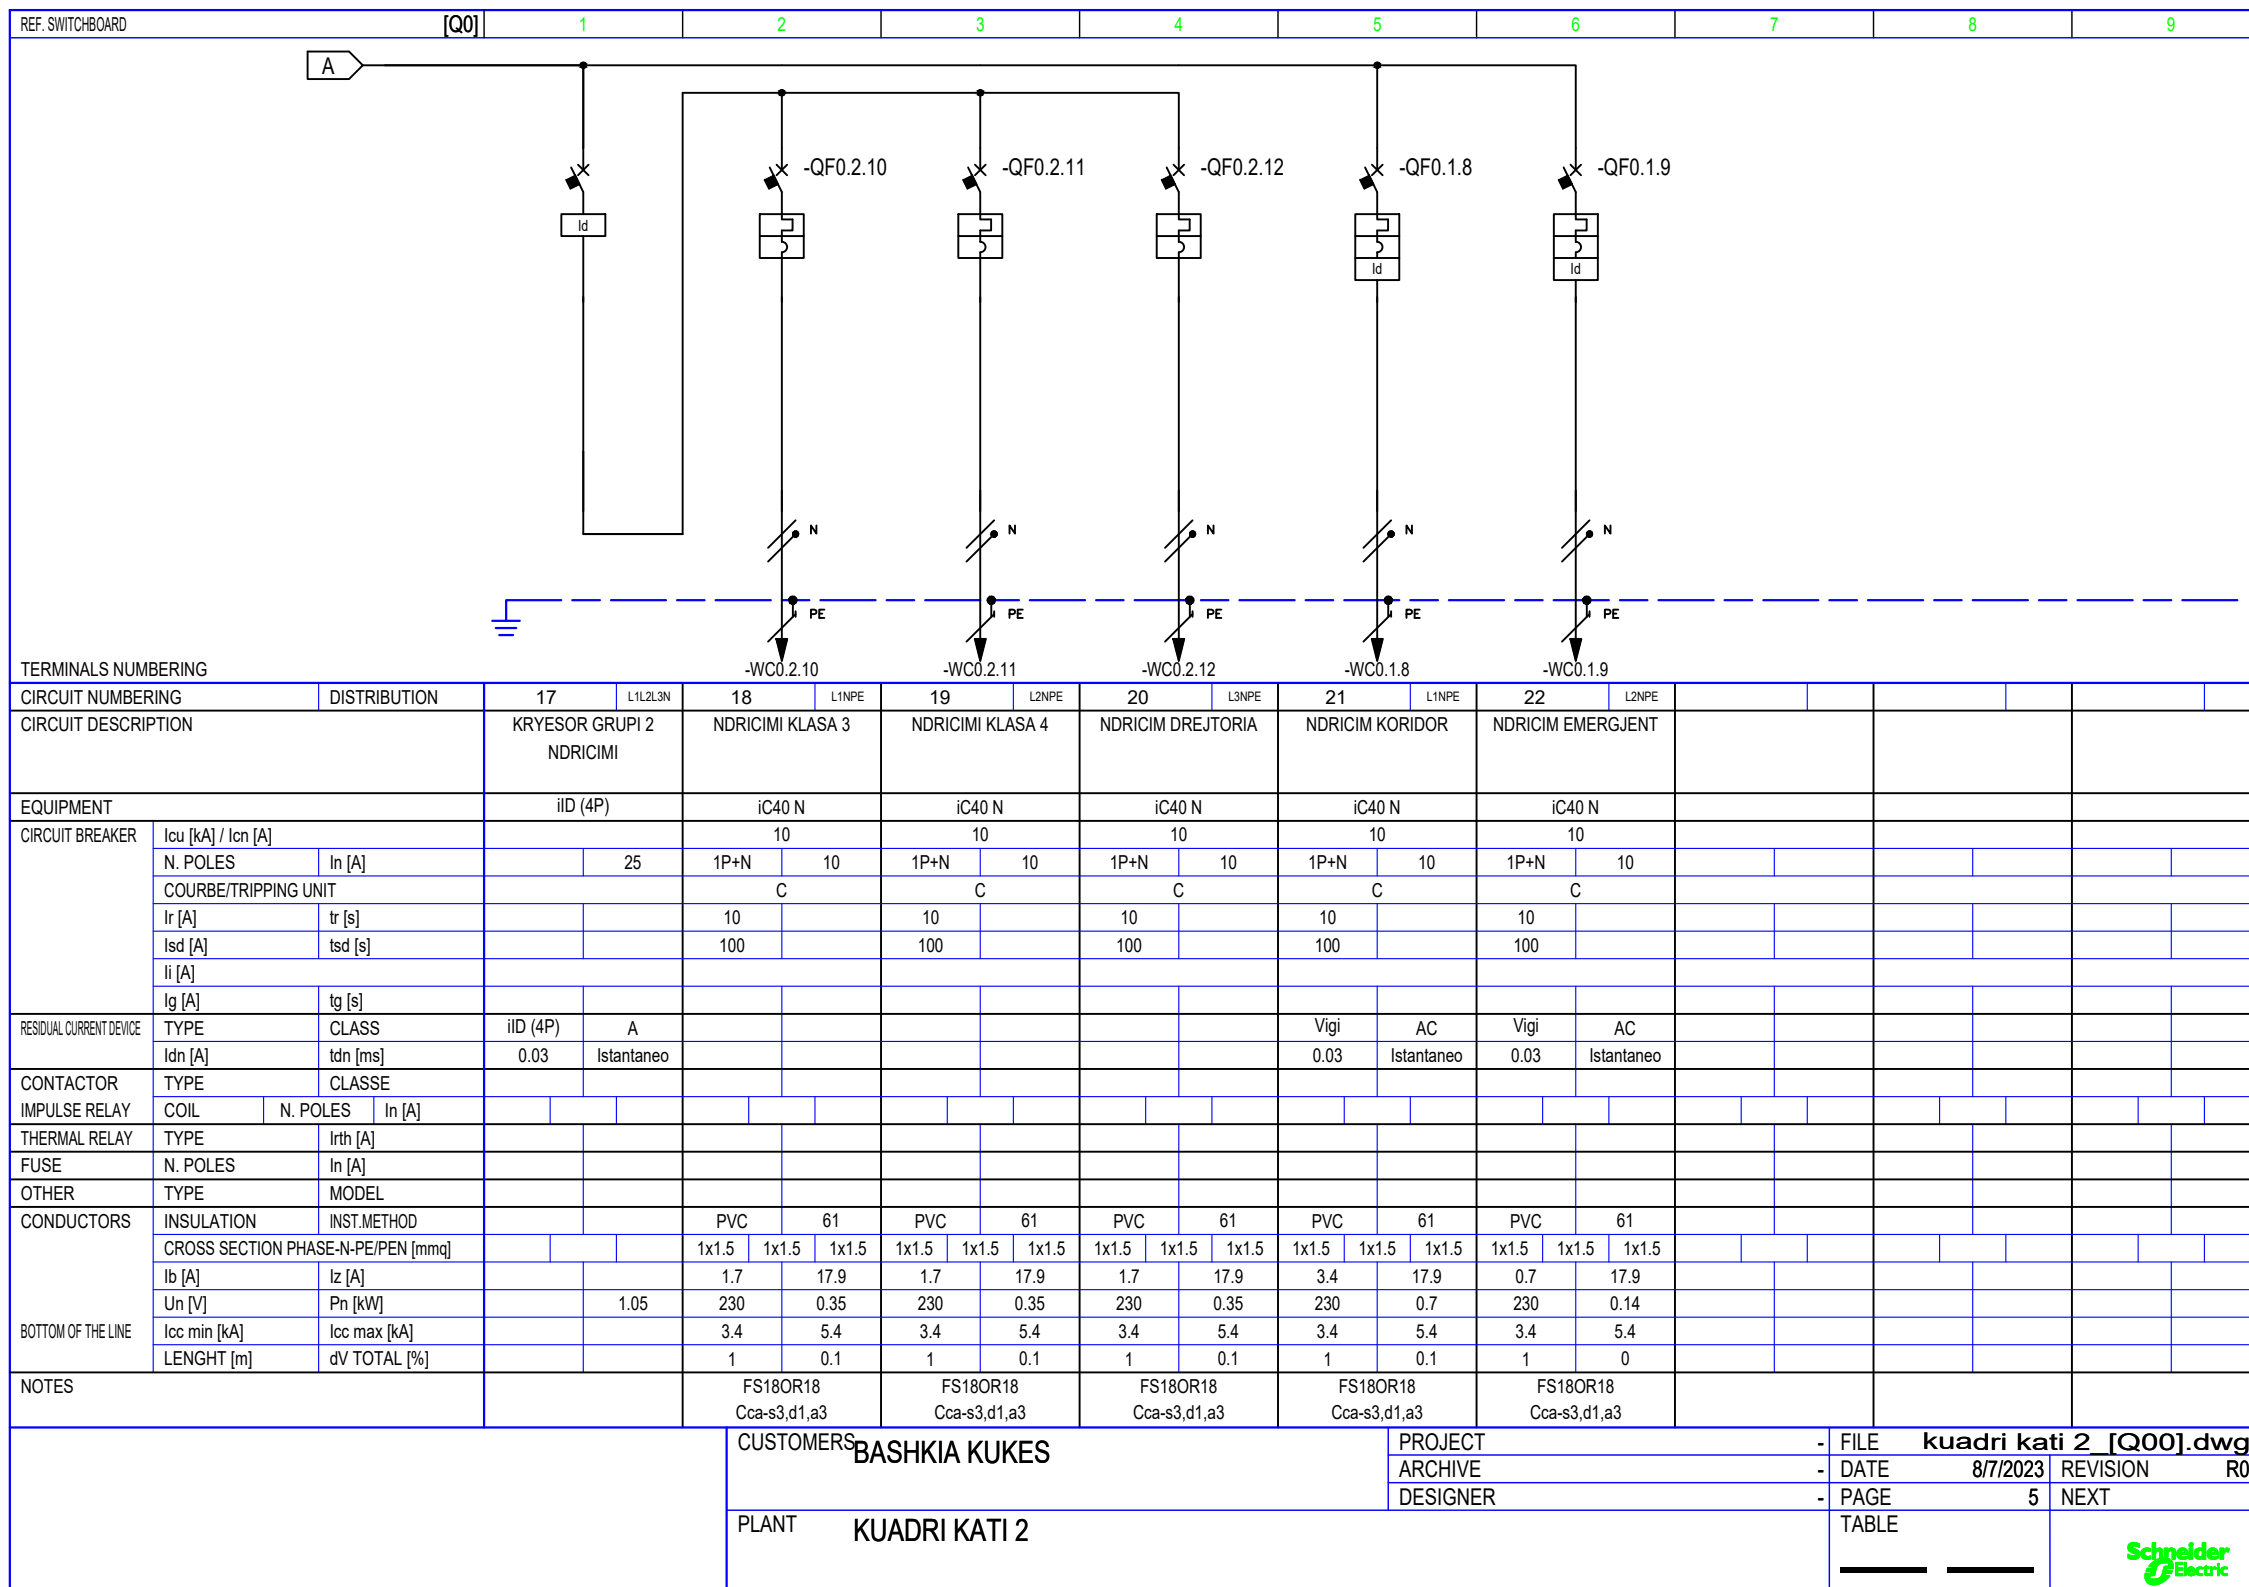 REF. SWITCHBOARD [Q0] 1 2 3 4 5 6 7 8 9
A
-QF0.2.10 -QF0.2.11 -QF0.2.12 -QF0.1.8 -QF0.1.9
Id
Id Id
N N N N N
PE PE PE PE PE
TERMINALS NUMBERING -WC0.2.10 -WC0.2.11 -WC0.2.12 -WC0.1.8 -WC0.1.9
CIRCUIT NUMBERING DISTRIBUTION 17 L1L2L3N 18 L1NPE 19 L2NPE 20 L3NPE 21 L1NPE 22 L2NPE
CIRCUIT DESCRIPTION KRYESOR GRUPI 2 NDRICIMI KLASA 3 NDRICIMI KLASA 4 NDRICIM DREJTORIA NDRICIM KORIDOR NDRICIM EMERGJENT
NDRICIMI
EQUIPMENT iID (4P) iC40 N iC40 N iC40 N iC40 N iC40 N
CIRCUIT BREAKER Icu [kA] / Icn [A] 10 10 10 10 10
N. POLES In [A] 25 1P+N 10 1P+N 10 1P+N 10 1P+N 10 1P+N 10
COURBE/TRIPPING UNIT C C C C C
Ir [A] tr [s] 10 10 10 10 10
Isd [A] tsd [s] 100 100 100 100 100
Ii [A]
Ig [A] tg [s]
RESIDUAL CURRENT DEVICE TYPE CLASS iID (4P) A Vigi AC Vigi AC
Idn [A] tdn [ms] 0.03 Istantaneo 0.03 Istantaneo 0.03 Istantaneo
CONTACTOR TYPE CLASSE
IMPULSE RELAY COIL N. POLES In [A]
THERMAL RELAY TYPE Irth [A]
FUSE N. POLES In [A]
OTHER TYPE MODEL
CONDUCTORS INSULATION INST.METHOD PVC 61 PVC 61 PVC 61 PVC 61 PVC 61
CROSS SECTION PHASE-N-PE/PEN [mmq] 1x1.5 1x1.5 1x1.5 1x1.5 1x1.5 1x1.5 1x1.5 1x1.5 1x1.5 1x1.5 1x1.5 1x1.5 1x1.5 1x1.5 1x1.5
Ib [A] Iz [A] 1.7 17.9 1.7 17.9 1.7 17.9 3.4 17.9 0.7 17.9
Un [V] Pn [kW] 1.05 230 0.35 230 0.35 230 0.35 230 0.7 230 0.14
BOTTOM OF THE LINE Icc min [kA] Icc max [kA] 3.4 5.4 3.4 5.4 3.4 5.4 3.4 5.4 3.4 5.4
LENGHT [m] dV TOTAL [%] 1 0.1 1 0.1 1 0.1 1 0.1 1 0
NOTES FS18OR18 FS18OR18 FS18OR18 FS18OR18 FS18OR18
Cca-s3,d1,a3 Cca-s3,d1,a3 Cca-s3,d1,a3 Cca-s3,d1,a3 Cca-s3,d1,a3
CUSTOMERS BASHKIA KUKES PROJECT - FILE kuadri kati 2_[Q00].dwg
ARCHIVE - DATE 8/7/2023 REVISION R0
DESIGNER - PAGE 5 NEXT
PLANT KUADRI KATI 2 TABLE
Schneider
Electric